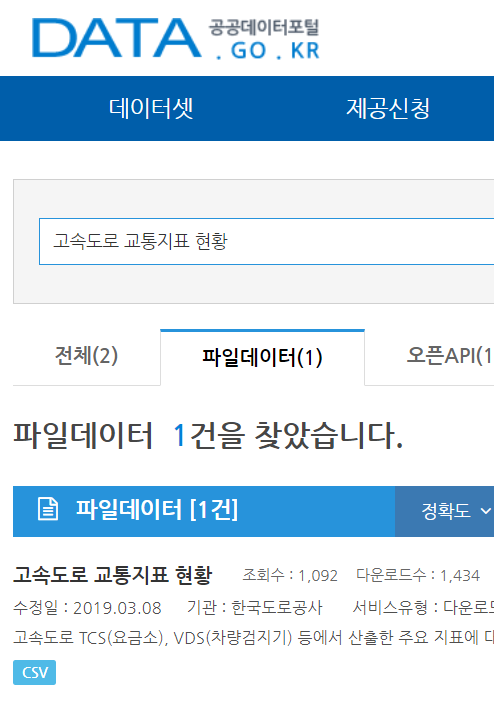 DATA 공공데이터포털
.GO.KR
데이터셋 제공신청
고속도로 교통지표 현황
전체(2) 파일데이터(1) 오픈API(1
파일데이터 1건을 찾았습니다.
파일데이터 [1건] 정확도
고속도로 교통지표 현황 조회수 : 1,092 다운로드수 : 1,434
수정일 : 2019.03.08 기관 : 한국도로공사 서비스유형 : 다운로드
고속도로 TCS(요금소), VDS(차량검지기) 등에서 산출한 주요 지표에 대
CSV